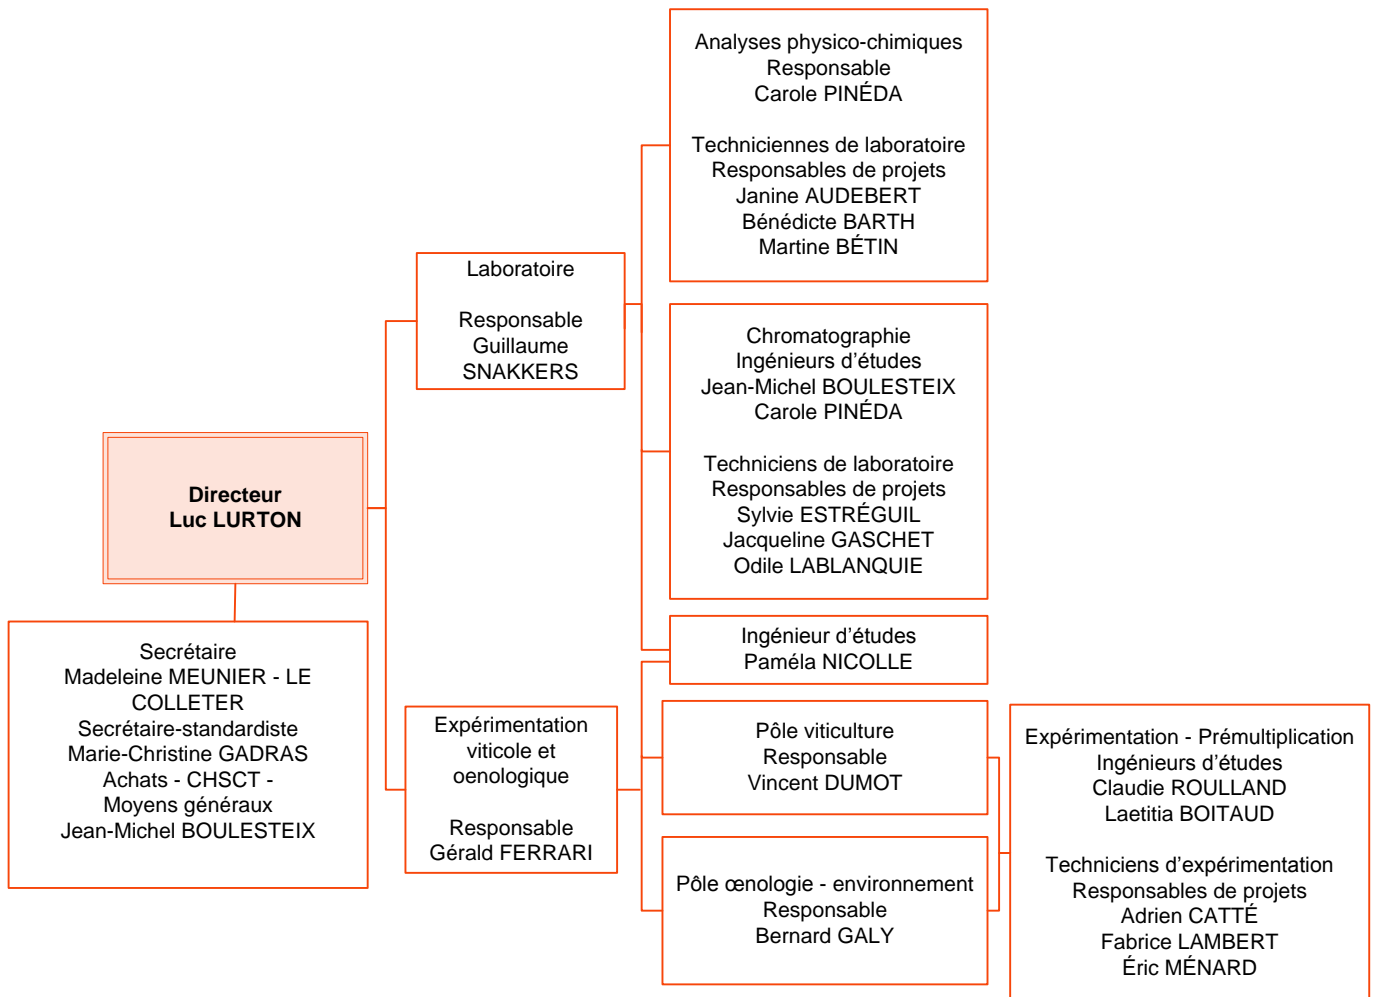 Directeur
Luc LURTON
Secrétaire
Madeleine MEUNIER - LE
COLLETER
Secrétaire-standardiste
Marie-Christine GADRAS
Achats - CHSCT -
Moyens généraux
Jean-Michel BOULESTEIX
Laboratoire
Responsable
Guillaume
SNAKKERS
Analyses physico-chimiques
Responsable
Carole PINÉDA
Techniciennes de laboratoire
Responsables de projets
Janine AUDEBERT
Bénédicte BARTH
Martine BÉTIN
Chromatographie
Ingénieurs d'études
Jean-Michel BOULESTEIX
Carole PINÉDA
Techniciens de laboratoire
Responsables de projets
Sylvie ESTRÉGUIL
Jacqueline GASCHET
Odile LABLANQUIE
Ingénieur d'études
Paméla NICOLLE
Expérimentation
viticole et
oenologique
Responsable
Gérald FERRARI
Pôle viticulture
Responsable
Vincent DUMOT
Pôle œnologie - environnement
Responsable
Bernard GALY
Expérimentation - Prémultiplication
Ingénieurs d'études
Claudie ROULLAND
Laetitia BOITAUD
Techniciens d'expérimentation
Responsables de projets
Adrien CATTÉ
Fabrice LAMBERT
Éric MÉNARD